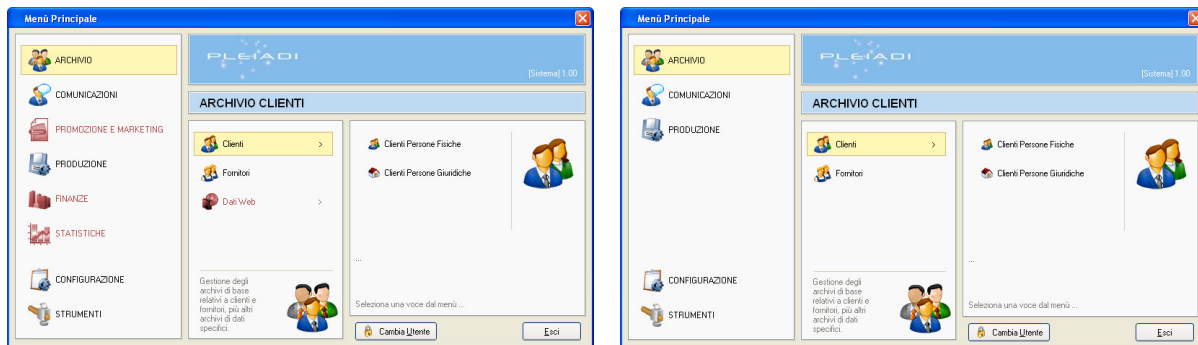 Menù Principale
ARCHIVIO
COMUNICAZIONI
PROMOZIONE E MARKETING
PRODUZIONE
FINANZE
STATISTICHE
CONFIGURAZIONE
STRUMENTI
PLEIADI
[Sistema] 1.00
ARCHIVIO CLIENTI
Clienti >
Fornitori
Dati Web >
Gestione degli
archivi di base
relativi a clienti e
fornitori, più altri
archivi di dati
specifici.
Clienti Persone Fisiche
Clienti Persone Giuridiche
...
Seleziona una voce dal menù ...
Cambia Utente
Esci
Menù Principale
ARCHIVIO
COMUNICAZIONI
PRODUZIONE
CONFIGURAZIONE
STRUMENTI
PLEIADI
[Sistema] 1.00
ARCHIVIO CLIENTI
Clienti >
Fornitori
Gestione degli
archivi di base
relativi a clienti e
fornitori, più altri
archivi di dati
specifici.
Clienti Persone Fisiche
Clienti Persone Giuridiche
...
Seleziona una voce dal menù ...
Cambia Utente
Esci